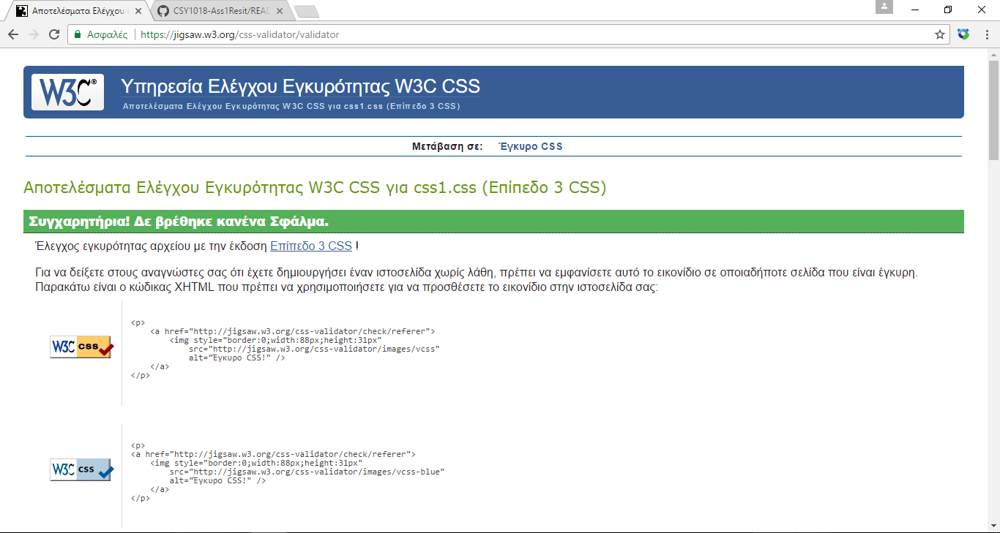 Αποτελέσματα Ελέγχου
CSY1018-Ass1Resit/READ
Ασφαλές
https://jigsaw.w3.org/css-validator/validator
W3C®
Υπηρεσία Ελέγχου Εγκυρότητας W3C CSS
Αποτελέσματα Ελέγχου Εγκυρότητας W3C CSS για css1.css (Επίπεδο 3 CSS)
Μετάβαση σε: Έγκυρο CSS
Αποτελέσματα Ελέγχου Εγκυρότητας W3C CSS για css1.css (Επίπεδο 3 CSS)
Συγχαρητήρια! Δε βρέθηκε κανένα Σφάλμα.
Έλεγχος εγκυρότητας αρχείου με την έκδοση Επίπεδο 3 CSS !
Για να δείξετε στους αναγνώστες σας ότι έχετε δημιουργήσει έναν ιστοσελίδα χωρίς λάθη, πρέπει να εμφανίσετε αυτό το εικονίδιο σε οποιαδήποτε σελίδα που είναι έγκυρη.
Παρακάτω είναι ο κώδικας XHTML που πρέπει να χρησιμοποιήσετε για να προσθέσετε το εικονίδιο στην ιστοσελίδα σας:
W3C css
<p>
<a href="http://jigsaw.w3.org/css-validator/check/referer">
<img style="border:0;width:88px;height:31px"
src="http://jigsaw.w3.org/css-validator/images/vcss"
alt="Έγκυρο CSS!" />
</a>
</p>
W3C css
<p>
<a href="http://jigsaw.w3.org/css-validator/check/referer">
<img style="border:0;width:88px;height:31px"
src="http://jigsaw.w3.org/css-validator/images/vcss-blue"
alt="Έγκυρο CSS!" />
</a>
</p>